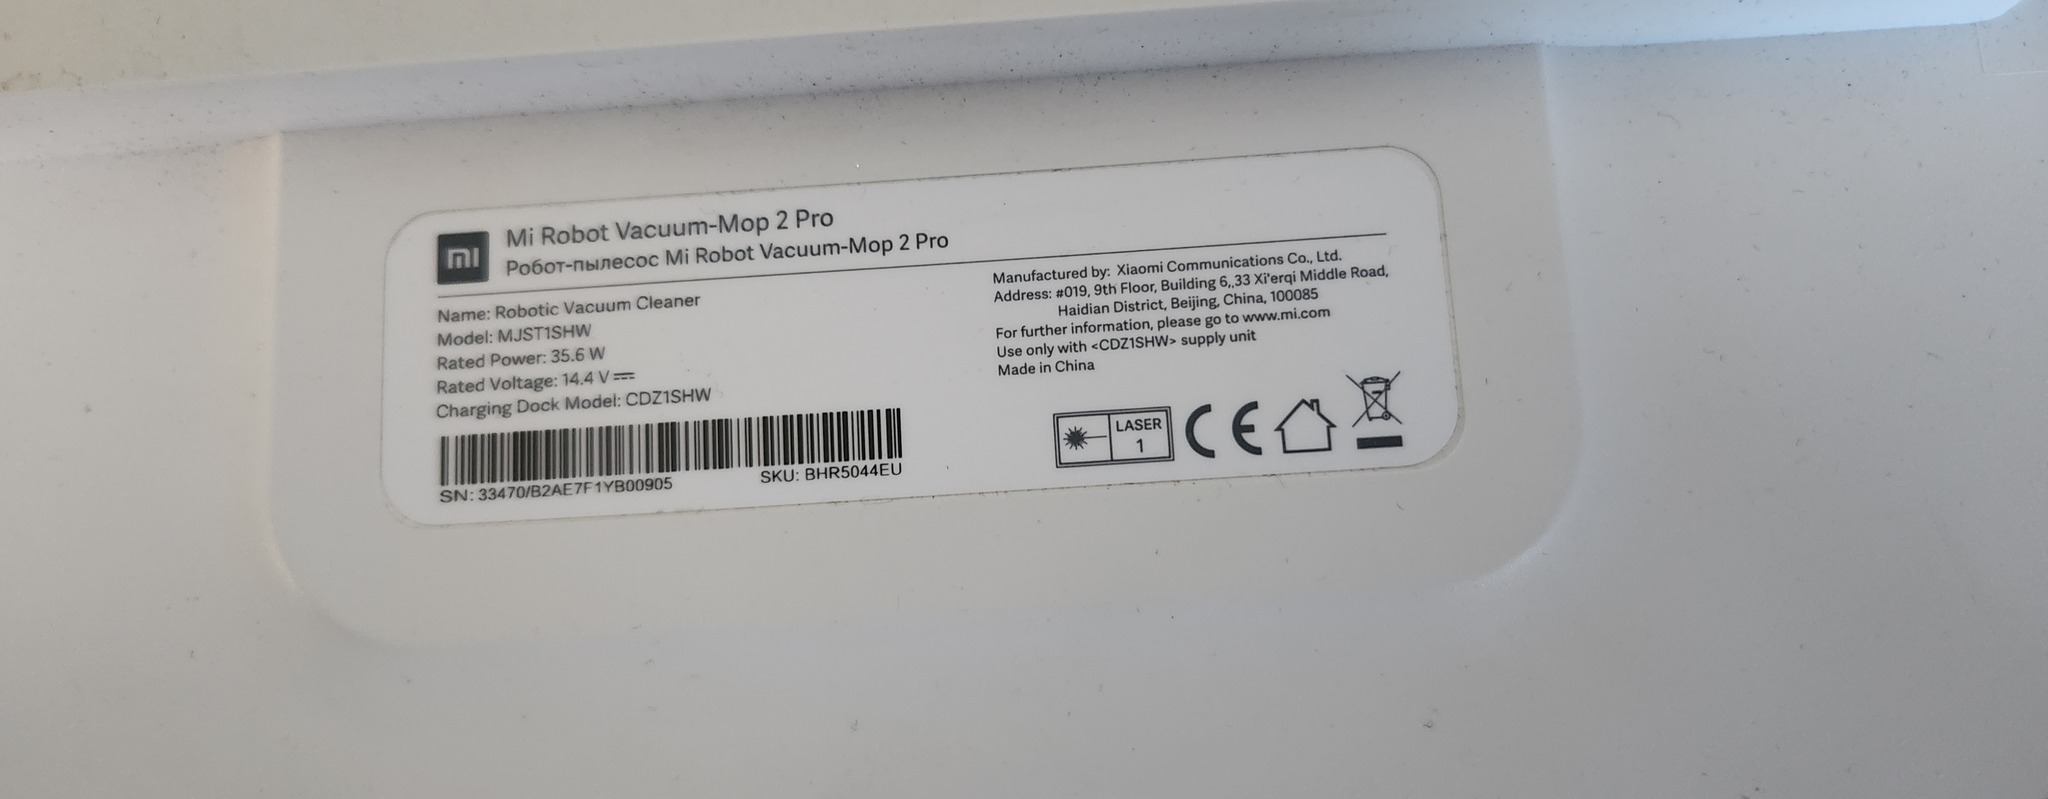 mi
Mi Robot Vacuum-Mop 2 Pro
Робот-пылесос Mi Robot Vacuum-Mop 2 Pro
Name: Robotic Vacuum Cleaner
Model: MJST1SHW
Rated Power: 35.6 W
Rated Voltage: 14.4 V ⎓
Charging Dock Model: CDZ1SHW
SN: 33470/B2AE7F1YB00905
SKU: BHR5044EU
Manufactured by: Xiaomi Communications Co., Ltd.
Address: #019, 9th Floor, Building 6,,33 Xi'erqi Middle Road,
Haidian District, Beijing, China, 100085
For further information, please go to www.mi.com
Use only with <CDZ1SHW> supply unit
Made in China
LASER
1
CE